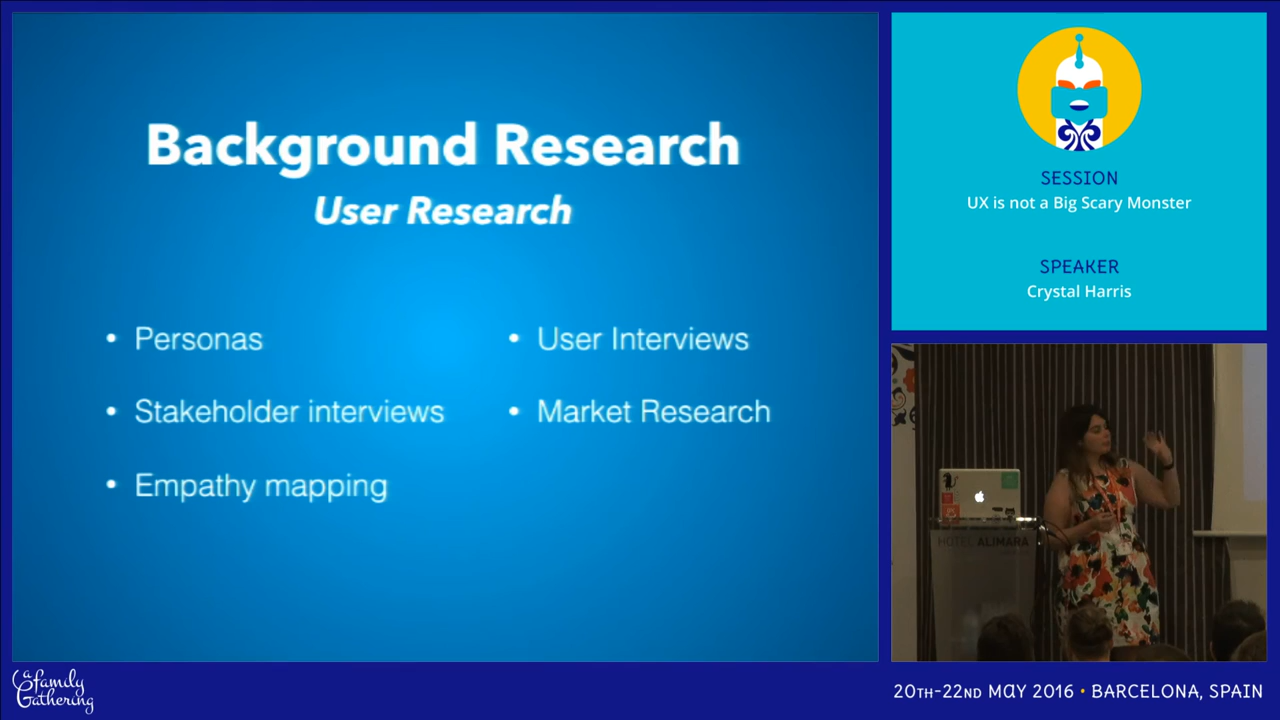 Background Research
User Research
• Personas
• Stakeholder interviews
• Empathy mapping
• User Interviews
• Market Research
SESSION
UX is not a Big Scary Monster
SPEAKER
Crystal Harris
HOTEL ALIMARA
a family
Gathering
20TH-22ND MAY 2016 • BARCELONA, SPAIN